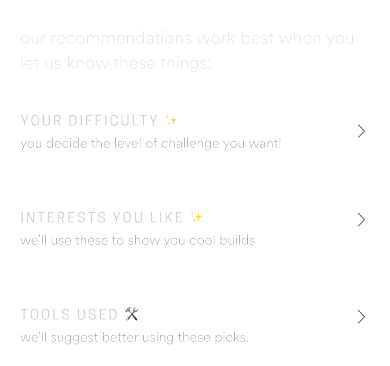 our recommendations work best when you
let us know these things:
YOUR DIFFICULTY ✨
you decide the level of challenge you want!
INTERESTS YOU LIKE ✨
we'll use these to show you cool builds
TOOLS USED 🛠
we'll suggest better using these picks.